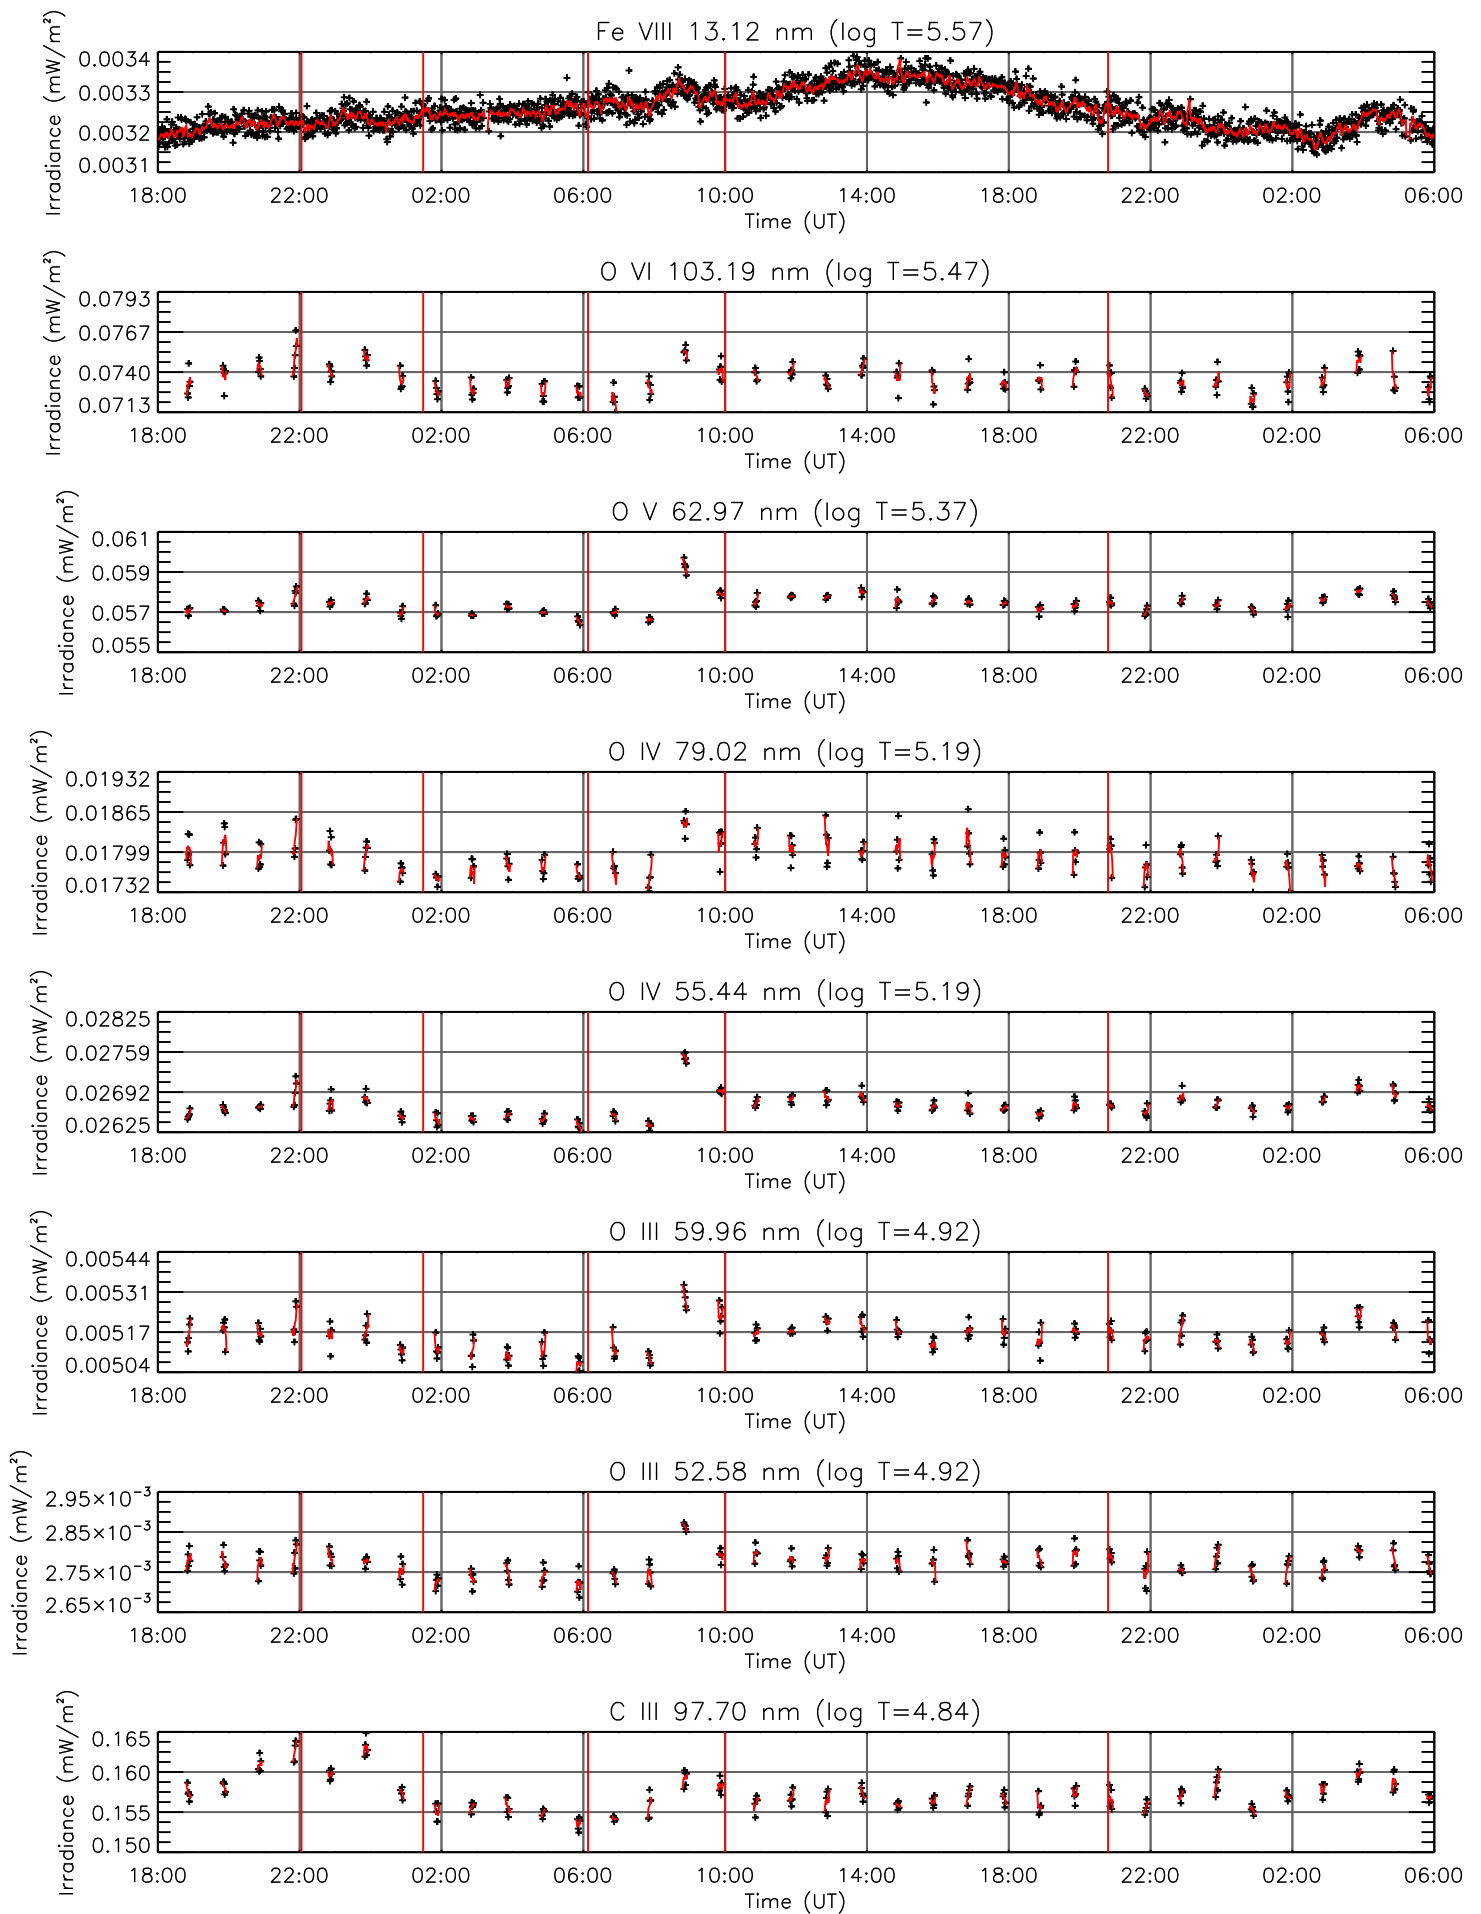 Fe VIII 13.12 nm (log T=5.57)
Irradiance (mW/m²)
0.0034
0.0033
0.0032
0.0031
18:00 22:00 02:00 06:00 10:00 14:00 18:00 22:00 02:00 06:00
Time (UT)
O VI 103.19 nm (log T=5.47)
Irradiance (mW/m²)
0.0793
0.0767
0.0740
0.0713
18:00 22:00 02:00 06:00 10:00 14:00 18:00 22:00 02:00 06:00
Time (UT)
O V 62.97 nm (log T=5.37)
Irradiance (mW/m²)
0.061
0.059
0.057
0.055
18:00 22:00 02:00 06:00 10:00 14:00 18:00 22:00 02:00 06:00
Time (UT)
O IV 79.02 nm (log T=5.19)
Irradiance (mW/m²)
0.01932
0.01865
0.01799
0.01732
18:00 22:00 02:00 06:00 10:00 14:00 18:00 22:00 02:00 06:00
Time (UT)
O IV 55.44 nm (log T=5.19)
Irradiance (mW/m²)
0.02825
0.02759
0.02692
0.02625
18:00 22:00 02:00 06:00 10:00 14:00 18:00 22:00 02:00 06:00
Time (UT)
O III 59.96 nm (log T=4.92)
Irradiance (mW/m²)
0.00544
0.00531
0.00517
0.00504
18:00 22:00 02:00 06:00 10:00 14:00 18:00 22:00 02:00 06:00
Time (UT)
O III 52.58 nm (log T=4.92)
Irradiance (mW/m²)
2.95×10⁻³
2.85×10⁻³
2.75×10⁻³
2.65×10⁻³
18:00 22:00 02:00 06:00 10:00 14:00 18:00 22:00 02:00 06:00
Time (UT)
C III 97.70 nm (log T=4.84)
Irradiance (mW/m²)
0.165
0.160
0.155
0.150
18:00 22:00 02:00 06:00 10:00 14:00 18:00 22:00 02:00 06:00
Time (UT)